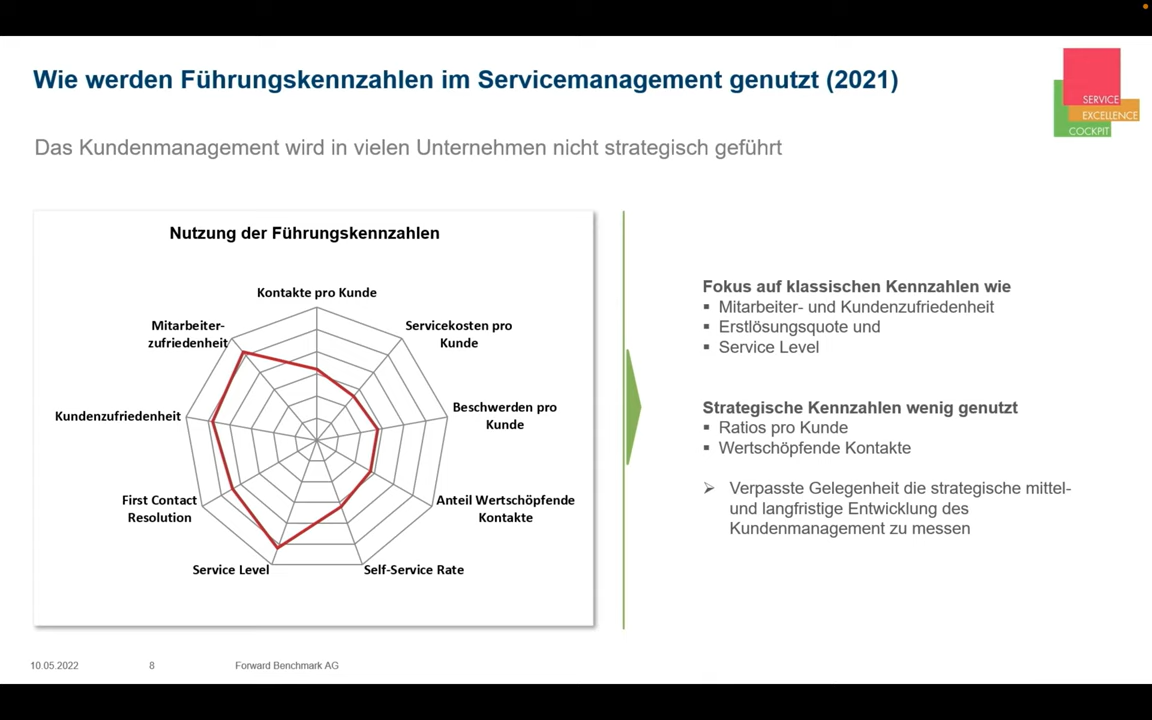 Wie werden Führungskennzahlen im Servicemanagement genutzt (2021)
SERVICE
EXCELLENCE
COCKPIT
Das Kundenmanagement wird in vielen Unternehmen nicht strategisch geführt
Nutzung der Führungskennzahlen
Kontakte pro Kunde
Servicekosten pro
Kunde
Beschwerden pro
Kunde
Anteil Wertschöpfende
Kontakte
Self-Service Rate
Service Level
First Contact
Resolution
Kundenzufriedenheit
Mitarbeiter-
zufriedenheit
Fokus auf klassischen Kennzahlen wie
▪ Mitarbeiter- und Kundenzufriedenheit
▪ Erstlösungsquote und
▪ Service Level
Strategische Kennzahlen wenig genutzt
▪ Ratios pro Kunde
▪ Wertschöpfende Kontakte
➢ Verpasste Gelegenheit die strategische mittel-
und langfristige Entwicklung des
Kundenmanagement zu messen
10.05.2022
8
Forward Benchmark AG